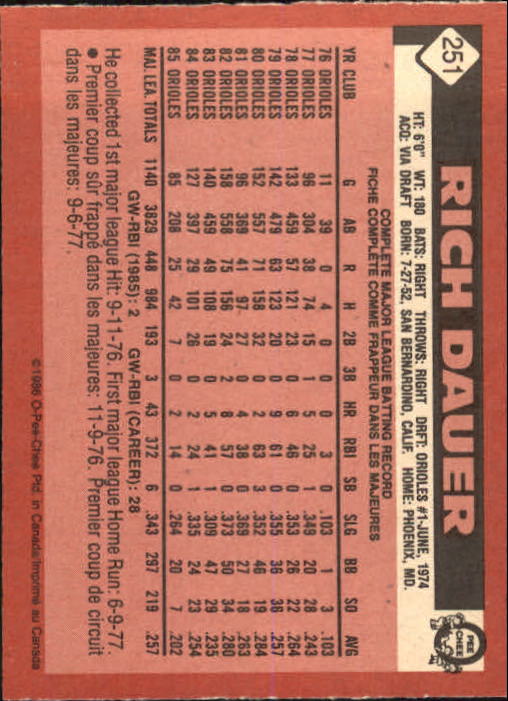 251
RICH DAUER
O PEE CHEE
HT: 6'0" WT: 180 BATS: RIGHT THROWS: RIGHT DRFT: ORIOLES #1-JUNE, 1974
ACQ: VIA DRAFT BORN: 7-27-52, SAN BERNARDINO, CALIF. HOME: PHOENIX, MD.
COMPLETE MAJOR LEAGUE BATTING RECORD
FICHE COMPLÈTE COMME FRAPPEUR DANS LES MAJEURES
YR CLUB G AB R H 2B 3B HR RBI SB SLG BB SO AVG
76 ORIOLES 11 39 0 4 0 0 0 3 0 .103 1 3 .103
77 ORIOLES 96 304 38 74 15 1 5 25 1 .349 20 28 .243
78 ORIOLES 133 459 57 121 23 0 6 46 0 .353 26 22 .264
79 ORIOLES 142 479 63 123 20 0 9 61 0 .355 36 38 .257
80 ORIOLES 152 557 71 158 32 0 2 63 3 .352 46 19 .284
81 ORIOLES 96 369 41 97 27 0 4 38 0 .369 27 18 .263
82 ORIOLES 158 558 75 156 24 2 8 57 0 .373 50 34 .280
83 ORIOLES 140 459 49 108 19 0 5 41 1 .309 47 29 .235
84 ORIOLES 127 397 29 101 26 0 2 24 1 .335 24 23 .254
85 ORIOLES 85 208 25 42 7 0 2 14 0 .264 20 7 .202
MAJ. LEA. TOTALS 1140 3829 448 984 193 3 43 372 6 .343 297 219 .257
GW-RBI (1985): 2 GW-RBI (CAREER): 28
He collected 1st major league Hit: 9-11-76. First major league Home Run: 6-9-77.
• Premier coup sûr frappé dans les majeures: 11-9-76. Premier coup de circuit
dans les majeures: 9-6-77.
©1986 O-Pee-Chee Ptd. in Canada/Imprimé au Canada